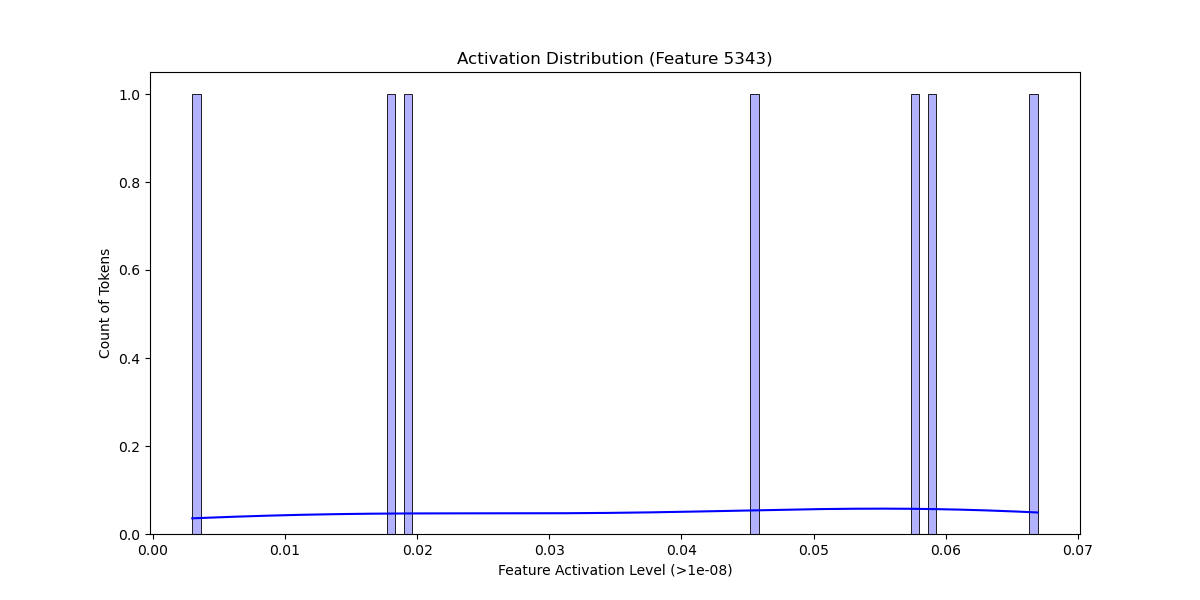 Activation Distribution (Feature 5343)
1.0
0.8
0.6
0.4
0.2
0.0
Count of Tokens
0.00 0.01 0.02 0.03 0.04 0.05 0.06 0.07
Feature Activation Level (>1e-08)